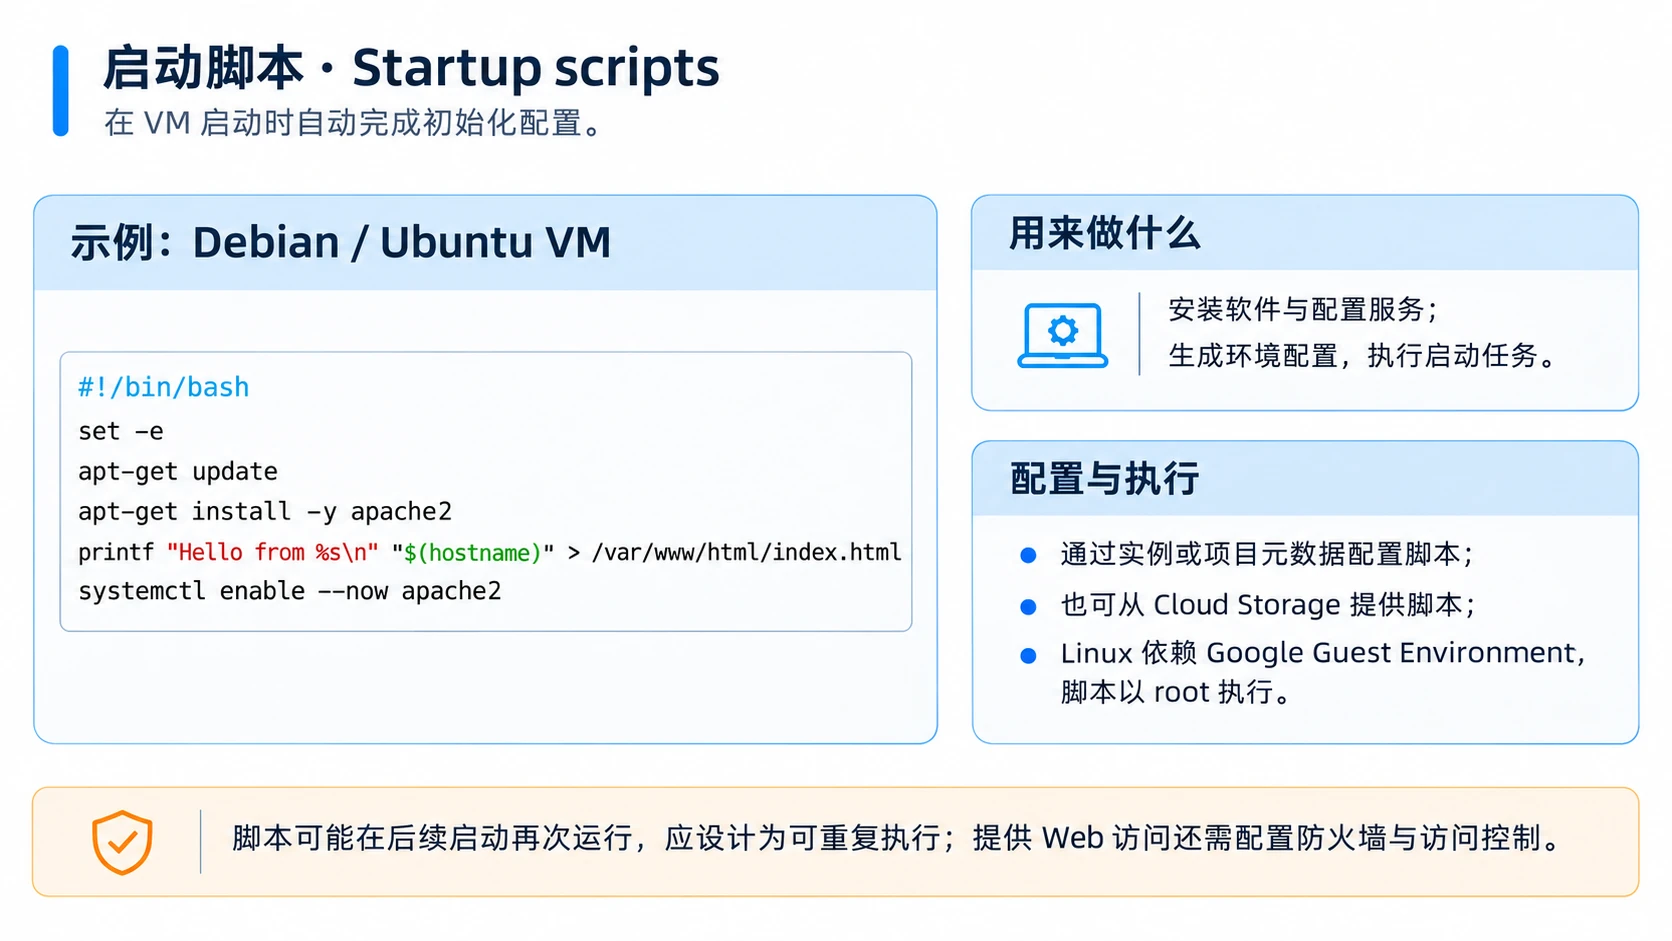 启动脚本 · Startup scripts
在 VM 启动时自动完成初始化配置。
示例：Debian / Ubuntu VM
#!/bin/bash
set -e
apt-get update
apt-get install -y apache2
printf "Hello from %s\n" "$(hostname)" > /var/www/html/index.html
systemctl enable --now apache2
用来做什么
安装软件与配置服务；
生成环境配置，执行启动任务。
配置与执行
通过实例或项目元数据配置脚本；
也可从 Cloud Storage 提供脚本；
Linux 依赖 Google Guest Environment，
脚本以 root 执行。
脚本可能在后续启动再次运行，应设计为可重复执行；提供 Web 访问还需配置防火墙与访问控制。